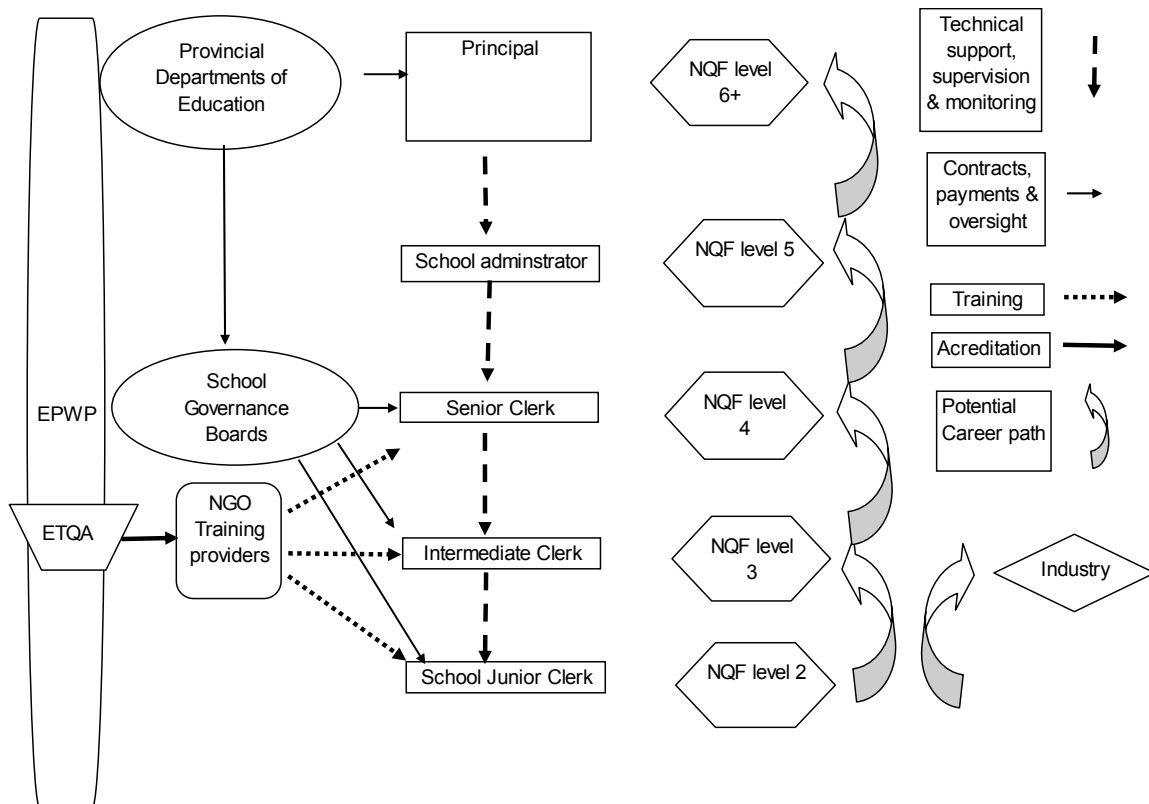 Provincial
Departments of
Education
Principal
NQF level
6+
Technical
support,
supervision
& monitoring
Contracts,
payments &
oversight
School adminstrator
NQF level 5
Training
Acreditation
School
Governance
Boards
Senior Clerk
NQF level
4
Potential
Career path
EPWP
ETQA
NGO
Training
providers
Intermediate Clerk
NQF level
3
Industry
School Junior Clerk
NQF level 2